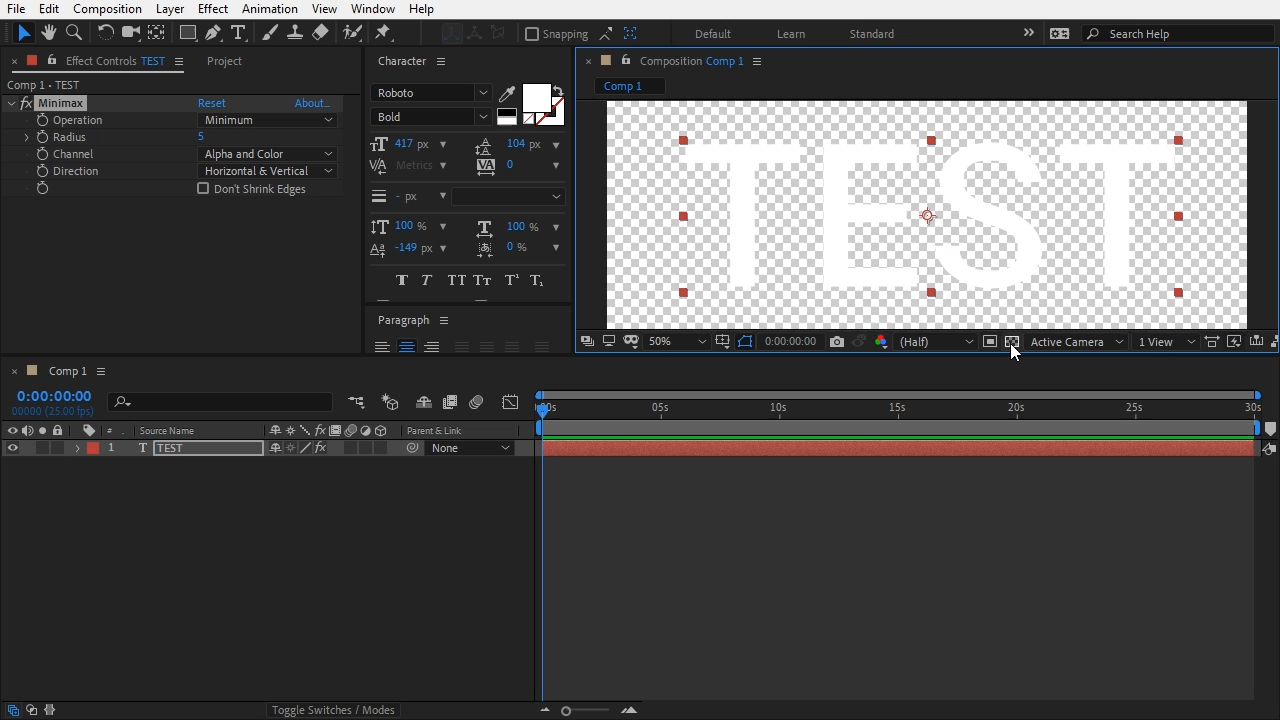 File Edit Composition Layer Effect Animation View Window Help
Snapping Default Learn Standard Search Help
Effect Controls TEST Project Character Composition Comp 1
Comp 1 • TEST
Comp 1
fx Minimax Reset About...
Operation Minimum
Radius 5
Channel Alpha and Color
Direction Horizontal & Vertical
Don't Shrink Edges
Roboto
Bold
417 px 104 px
Metrics 0
- px
100 % 100 %
-149 px 0 %
Paragraph
TEST
50% 0:00:00:00 (Half) Active Camera 1 View
Comp 1
0:00:00:00
00000 (25.00 fps)
00s 05s 10s 15s 20s 25s 30s
# Source Name fx Parent & Link
1 T TEST fx None
Toggle Switches / Modes